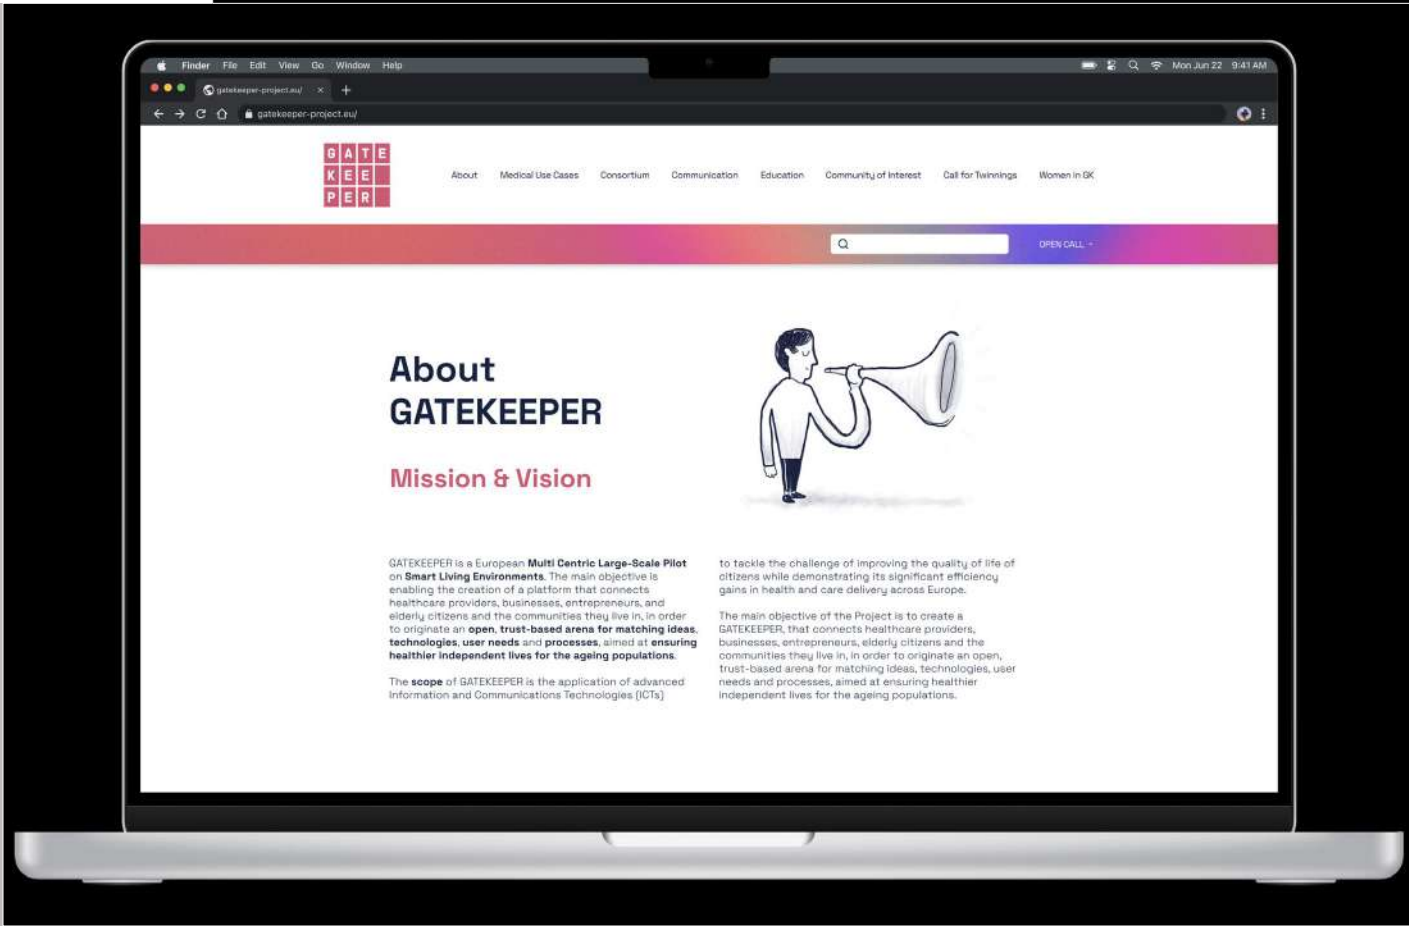 Finder File Edit View Go Window Help
Mon Jun 22 9:41 AM
gatekeeper-project.eu/
gatekeeper-project.eu/
GATE
KEE
PER
About Medical Use Cases Consortium Communication Education Community of Interest Call for Twinnings Women in GK
OPEN CALL
About
GATEKEEPER
Mission & Vision
GATEKEEPER is a European Multi Centric Large-Scale Pilot
on Smart Living Environments. The main objective is
enabling the creation of a platform that connects
healthcare providers, businesses, entrepreneurs, and
elderly citizens and the communities they live in, in order
to originate an open, trust-based arena for matching ideas,
technologies, user needs and processes, aimed at ensuring
healthier independent lives for the ageing populations.
The scope of GATEKEEPER is the application of advanced
Information and Communications Technologies (ICTs)
to tackle the challenge of improving the quality of life of
citizens while demonstrating its significant efficiency
gains in health and care delivery across Europe.
The main objective of the Project is to create a
GATEKEEPER, that connects healthcare providers,
businesses, entrepreneurs, elderly citizens and the
communities they live in, in order to originate an open,
trust-based arena for matching ideas, technologies, user
needs and processes, aimed at ensuring healthier
independent lives for the ageing populations.